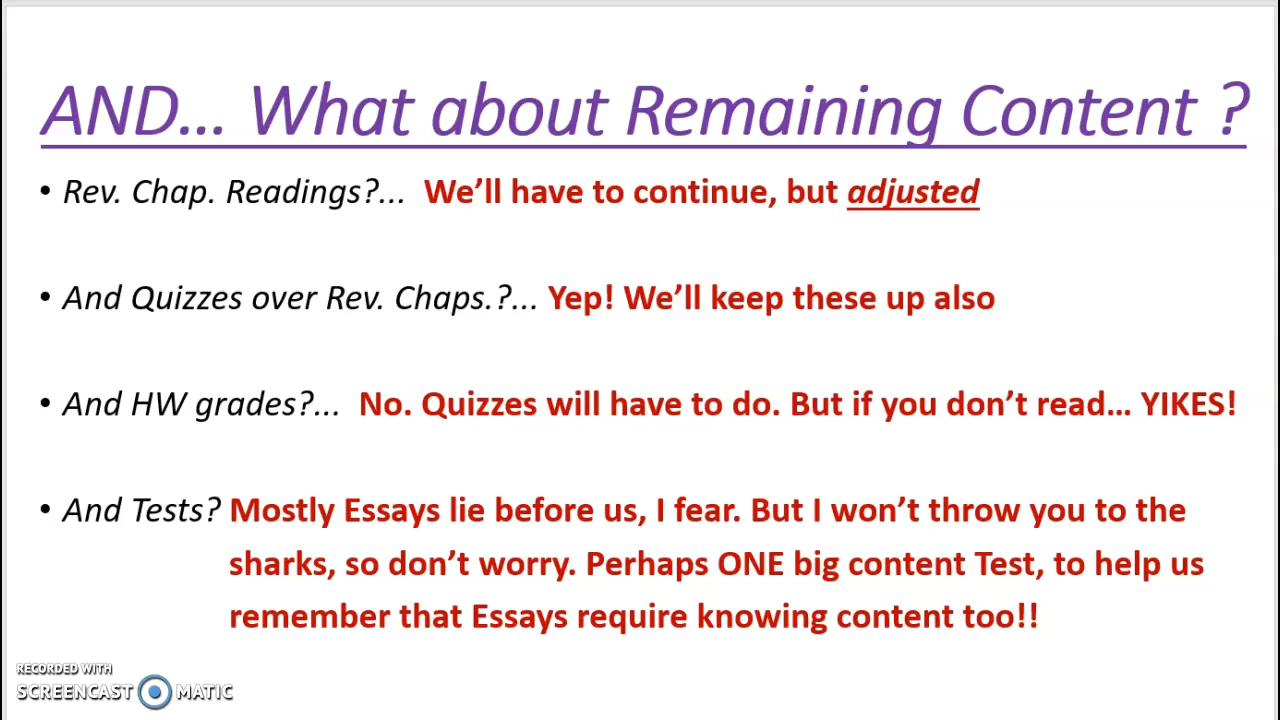 AND... What about Remaining Content ?
• Rev. Chap. Readings?... We’ll have to continue, but adjusted
• And Quizzes over Rev. Chaps.?... Yep! We’ll keep these up also
• And HW grades?... No. Quizzes will have to do. But if you don’t read... YIKES!
• And Tests? Mostly Essays lie before us, I fear. But I won’t throw you to the
sharks, so don’t worry. Perhaps ONE big content Test, to help us
remember that Essays require knowing content too!!
RECORDED WITH
SCREENCAST MATIC